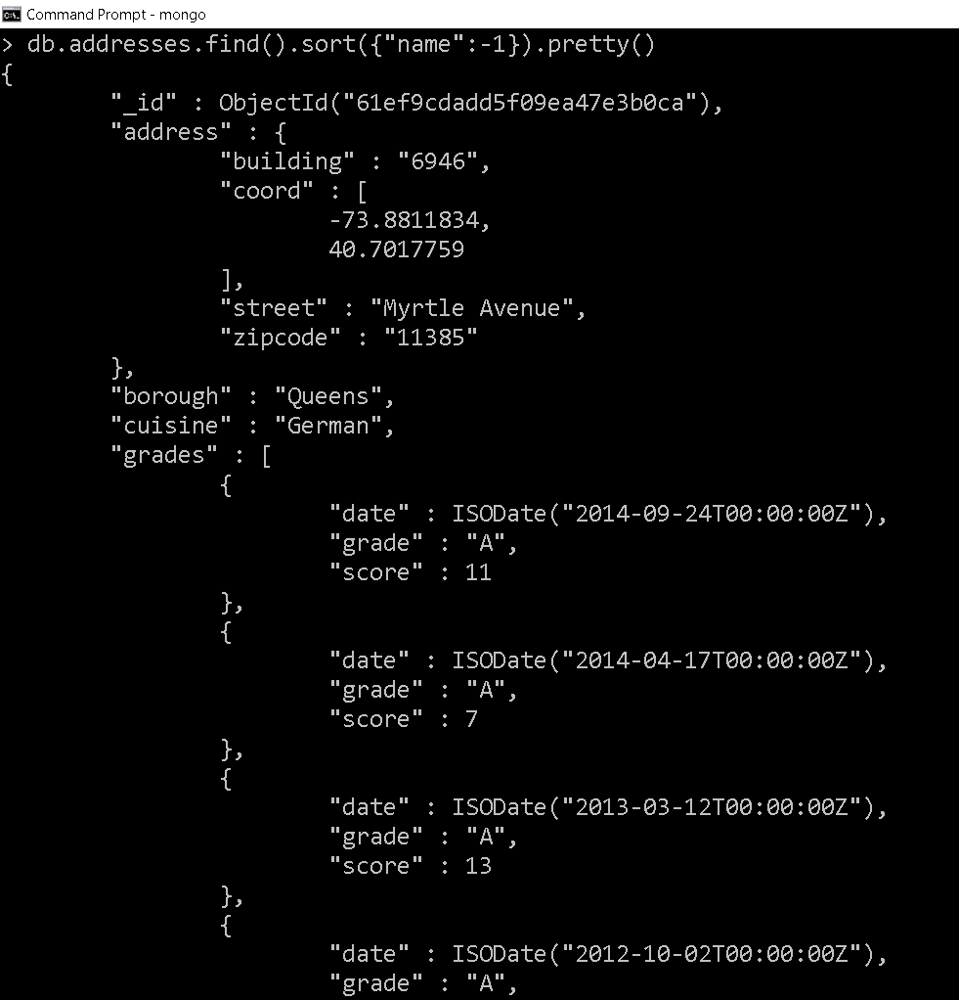 Command Prompt - mongo
> db.addresses.find().sort({"name":-1}).pretty()
{
"_id" : ObjectId("61ef9cdadd5f09ea47e3b0ca"),
"address" : {
"building" : "6946",
"coord" : [
-73.8811834,
40.7017759
],
"street" : "Myrtle Avenue",
"zipcode" : "11385"
},
"borough" : "Queens",
"cuisine" : "German",
"grades" : [
{
"date" : ISODate("2014-09-24T00:00:00Z"),
"grade" : "A",
"score" : 11
},
{
"date" : ISODate("2014-04-17T00:00:00Z"),
"grade" : "A",
"score" : 7
},
{
"date" : ISODate("2013-03-12T00:00:00Z"),
"grade" : "A",
"score" : 13
},
{
"date" : ISODate("2012-10-02T00:00:00Z"),
"grade" : "A",